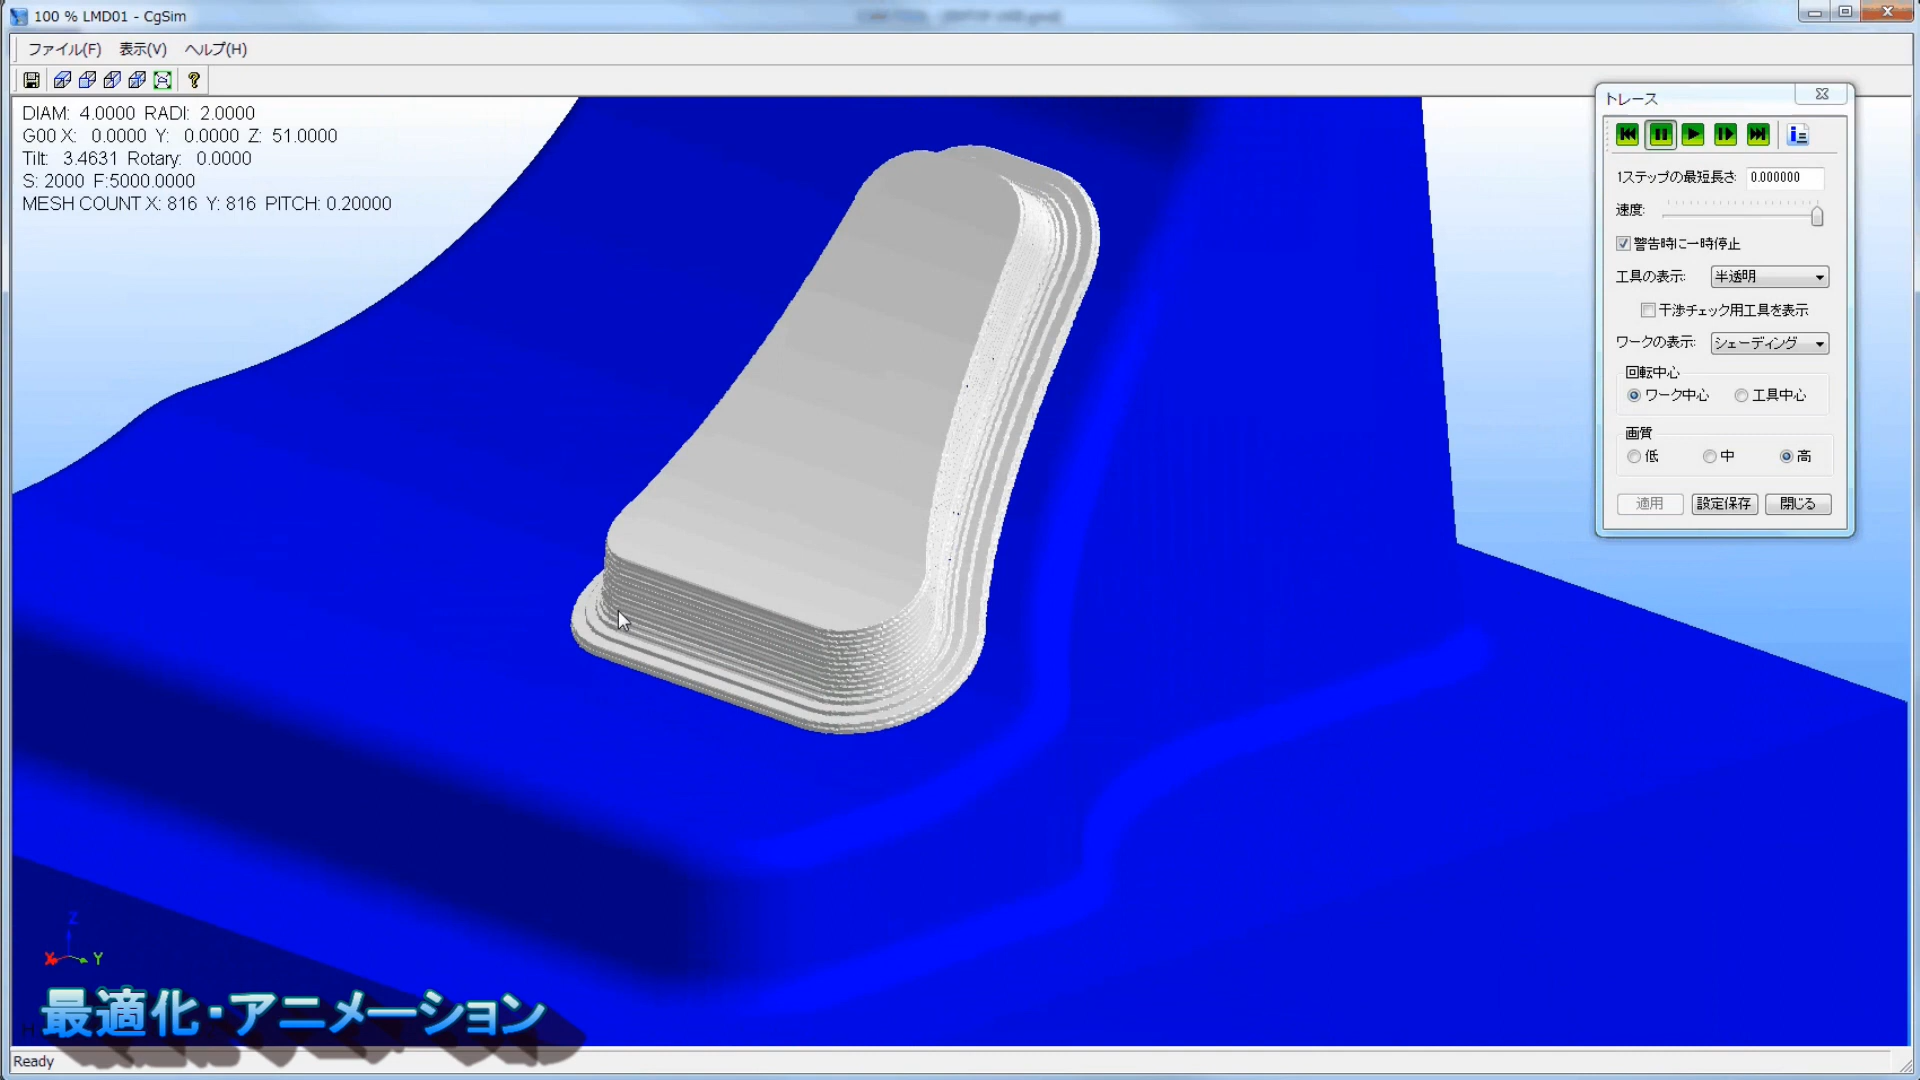 100 % LMD01 - CgSim
ファイル(F) 表示(V) ヘルプ(H)
DIAM: 4.0000 RADI: 2.0000
G00 X: 0.0000 Y: 0.0000 Z: 51.0000
Tilt: 3.4631 Rotary: 0.0000
S: 2000 F:5000.0000
MESH COUNT X: 816 Y: 816 PITCH: 0.20000
トレース
1ステップの最短長さ 0.000000
速度:
警告時に一時停止
工具の表示: 半透明
干渉チェック用工具を表示
ワークの表示: シェーディング
回転中心
ワーク中心 工具中心
画質
低 中 高
適用 設定保存 閉じる
Z
X Y
最適化・アニメーション
Ready